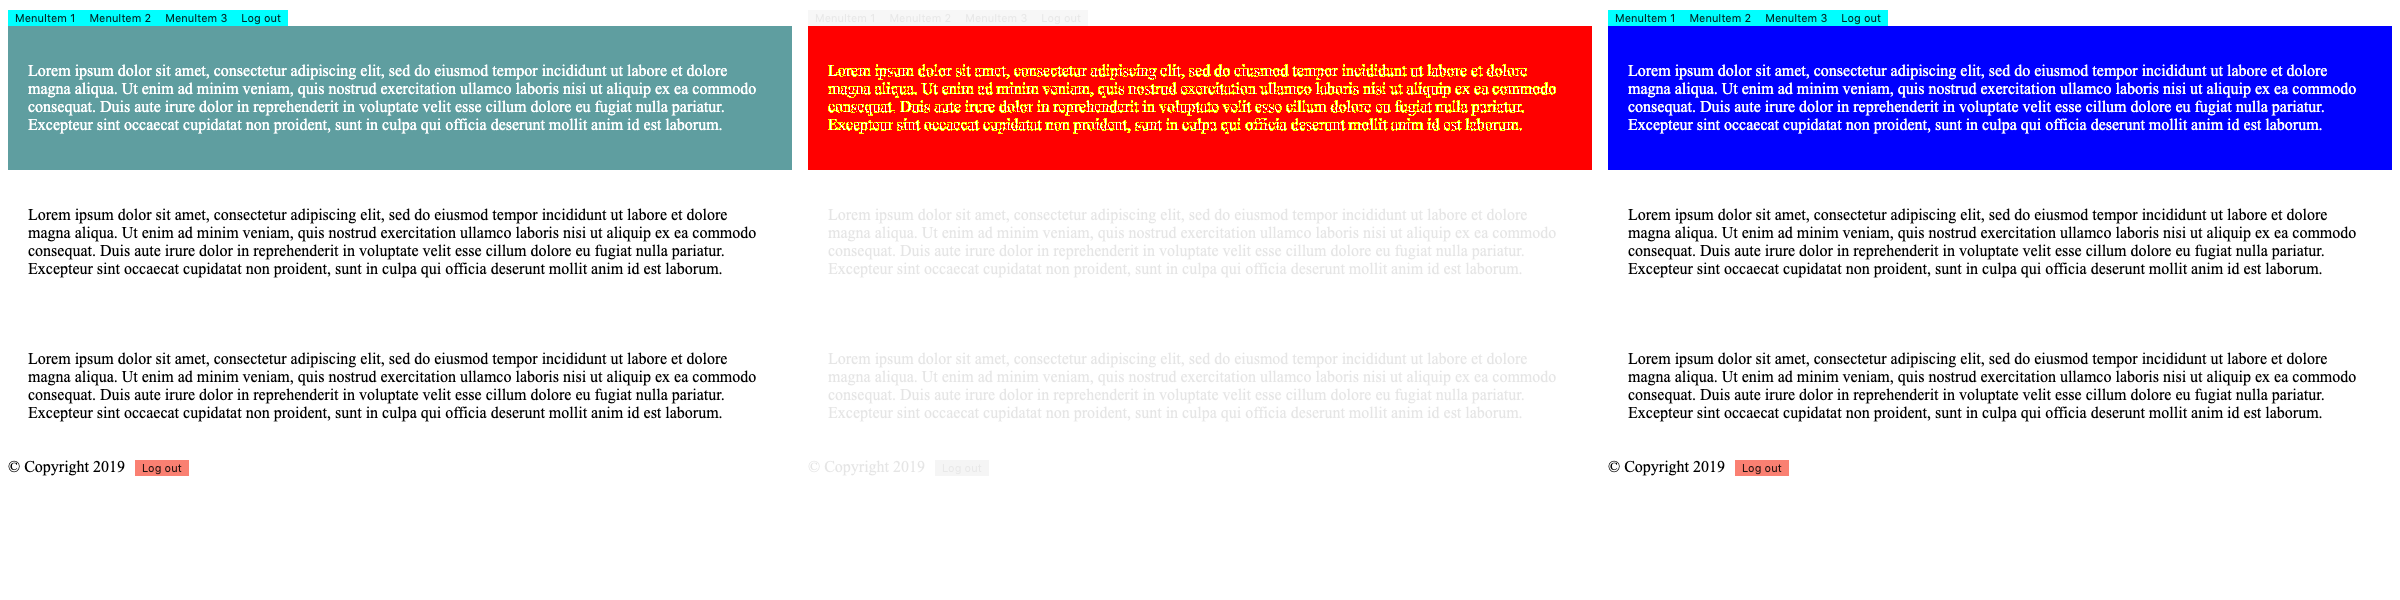 MenuItem 1 MenuItem 2 MenuItem 3 Log out
Lorem ipsum dolor sit amet, consectetur adipiscing elit, sed do eiusmod tempor incididunt ut labore et dolore
magna aliqua. Ut enim ad minim veniam, quis nostrud exercitation ullamco laboris nisi ut aliquip ex ea commodo
consequat. Duis aute irure dolor in reprehenderit in voluptate velit esse cillum dolore eu fugiat nulla pariatur.
Excepteur sint occaecat cupidatat non proident, sunt in culpa qui officia deserunt mollit anim id est laborum.
Lorem ipsum dolor sit amet, consectetur adipiscing elit, sed do eiusmod tempor incididunt ut labore et dolore
magna aliqua. Ut enim ad minim veniam, quis nostrud exercitation ullamco laboris nisi ut aliquip ex ea commodo
consequat. Duis aute irure dolor in reprehenderit in voluptate velit esse cillum dolore eu fugiat nulla pariatur.
Excepteur sint occaecat cupidatat non proident, sunt in culpa qui officia deserunt mollit anim id est laborum.
Lorem ipsum dolor sit amet, consectetur adipiscing elit, sed do eiusmod tempor incididunt ut labore et dolore
magna aliqua. Ut enim ad minim veniam, quis nostrud exercitation ullamco laboris nisi ut aliquip ex ea commodo
consequat. Duis aute irure dolor in reprehenderit in voluptate velit esse cillum dolore eu fugiat nulla pariatur.
Excepteur sint occaecat cupidatat non proident, sunt in culpa qui officia deserunt mollit anim id est laborum.
© Copyright 2019 Log out
MenuItem 1 MenuItem 2 MenuItem 3 Log out
Lorem ipsum dolor sit amet, consectetur adipiscing elit, sed do eiusmod tempor incididunt ut labore et dolore
magna aliqua. Ut enim ad minim veniam, quis nostrud exercitation ullamco laboris nisi ut aliquip ex ea commodo
consequat. Duis aute irure dolor in reprehenderit in voluptate velit esse cillum dolore eu fugiat nulla pariatur.
Excepteur sint occaecat cupidatat non proident, sunt in culpa qui officia deserunt mollit anim id est laborum.
Lorem ipsum dolor sit amet, consectetur adipiscing elit, sed do eiusmod tempor incididunt ut labore et dolore
magna aliqua. Ut enim ad minim veniam, quis nostrud exercitation ullamco laboris nisi ut aliquip ex ea commodo
consequat. Duis aute irure dolor in reprehenderit in voluptate velit esse cillum dolore eu fugiat nulla pariatur.
Excepteur sint occaecat cupidatat non proident, sunt in culpa qui officia deserunt mollit anim id est laborum.
Lorem ipsum dolor sit amet, consectetur adipiscing elit, sed do eiusmod tempor incididunt ut labore et dolore
magna aliqua. Ut enim ad minim veniam, quis nostrud exercitation ullamco laboris nisi ut aliquip ex ea commodo
consequat. Duis aute irure dolor in reprehenderit in voluptate velit esse cillum dolore eu fugiat nulla pariatur.
Excepteur sint occaecat cupidatat non proident, sunt in culpa qui officia deserunt mollit anim id est laborum.
© Copyright 2019 Log out
MenuItem 1 MenuItem 2 MenuItem 3 Log out
Lorem ipsum dolor sit amet, consectetur adipiscing elit, sed do eiusmod tempor incididunt ut labore et dolore
magna aliqua. Ut enim ad minim veniam, quis nostrud exercitation ullamco laboris nisi ut aliquip ex ea commodo
consequat. Duis aute irure dolor in reprehenderit in voluptate velit esse cillum dolore eu fugiat nulla pariatur.
Excepteur sint occaecat cupidatat non proident, sunt in culpa qui officia deserunt mollit anim id est laborum.
Lorem ipsum dolor sit amet, consectetur adipiscing elit, sed do eiusmod tempor incididunt ut labore et dolore
magna aliqua. Ut enim ad minim veniam, quis nostrud exercitation ullamco laboris nisi ut aliquip ex ea commodo
consequat. Duis aute irure dolor in reprehenderit in voluptate velit esse cillum dolore eu fugiat nulla pariatur.
Excepteur sint occaecat cupidatat non proident, sunt in culpa qui officia deserunt mollit anim id est laborum.
Lorem ipsum dolor sit amet, consectetur adipiscing elit, sed do eiusmod tempor incididunt ut labore et dolore
magna aliqua. Ut enim ad minim veniam, quis nostrud exercitation ullamco laboris nisi ut aliquip ex ea commodo
consequat. Duis aute irure dolor in reprehenderit in voluptate velit esse cillum dolore eu fugiat nulla pariatur.
Excepteur sint occaecat cupidatat non proident, sunt in culpa qui officia deserunt mollit anim id est laborum.
© Copyright 2019 Log out